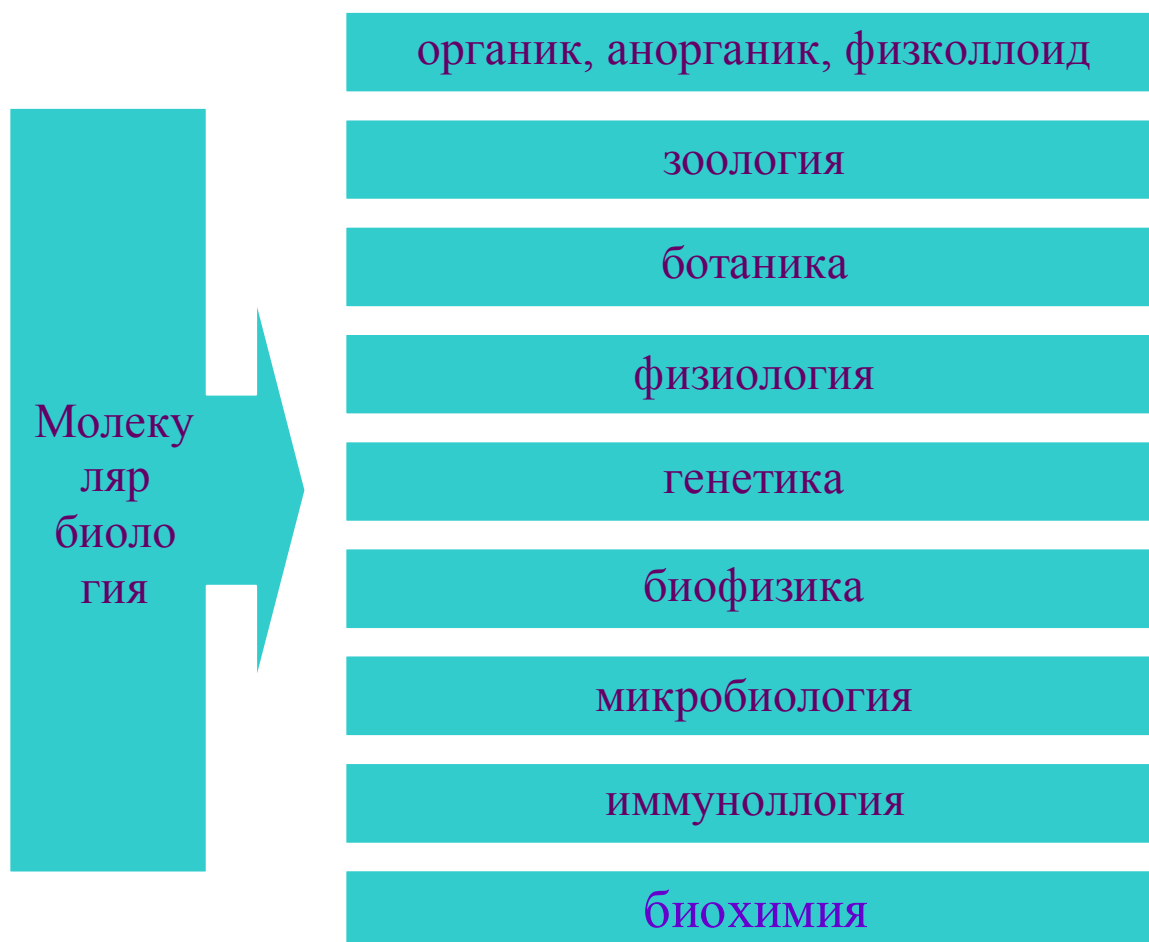 органик, анорганик, физколлоид
зоология
ботаника
физиология
Молеку
ляр
биоло
гия
генетика
биофизика
микробиология
иммуноллогия
биохимия